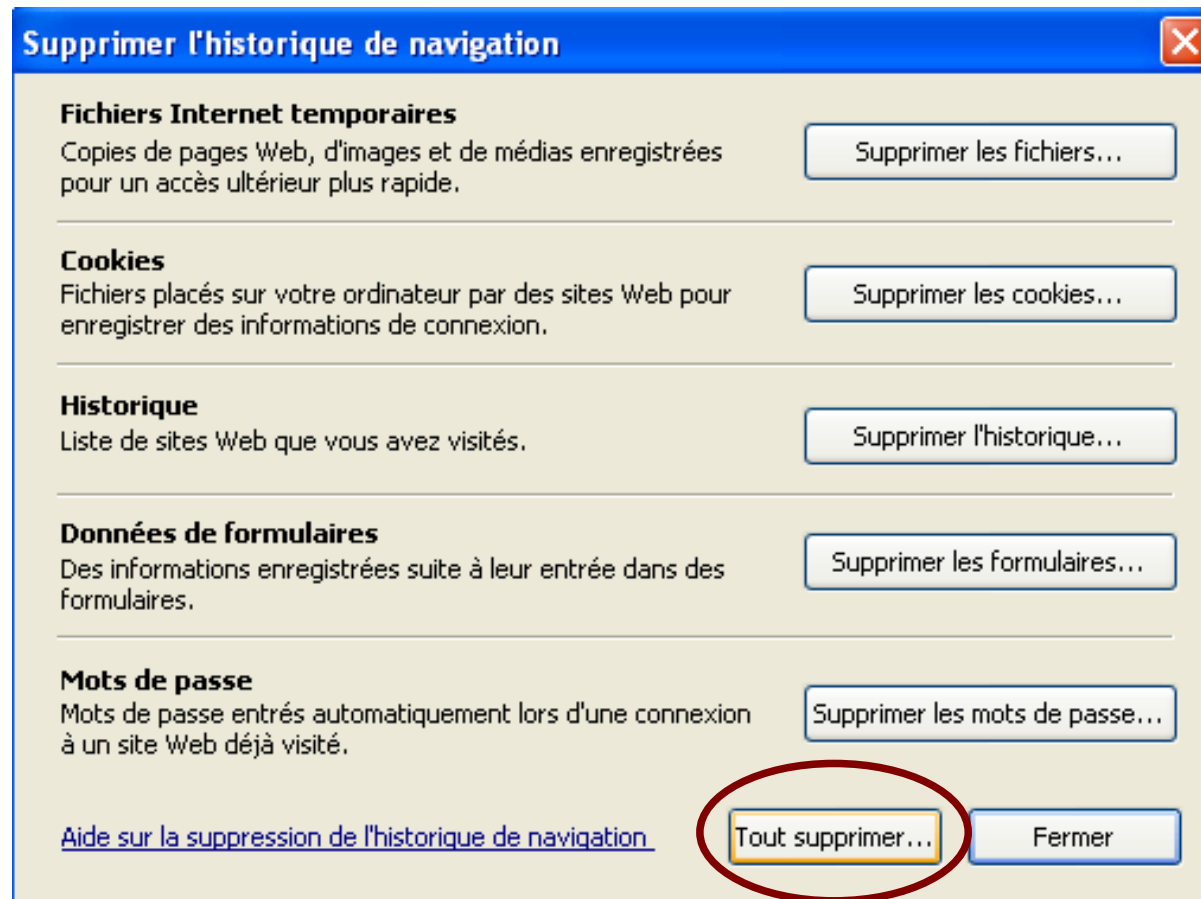 Supprimer l'historique de navigation
Fichiers Internet temporaires
Copies de pages Web, d'images et de médias enregistrées
pour un accès ultérieur plus rapide.
Supprimer les fichiers...
Cookies
Fichiers placés sur votre ordinateur par des sites Web pour
enregistrer des informations de connexion.
Supprimer les cookies...
Historique
Liste de sites Web que vous avez visités.
Supprimer l'historique...
Données de formulaires
Des informations enregistrées suite à leur entrée dans des
formulaires.
Supprimer les formulaires...
Mots de passe
Mots de passe entrés automatiquement lors d'une connexion
à un site Web déjà visité.
Supprimer les mots de passe...
Aide sur la suppression de l'historique de navigation
Tout supprimer...
Fermer